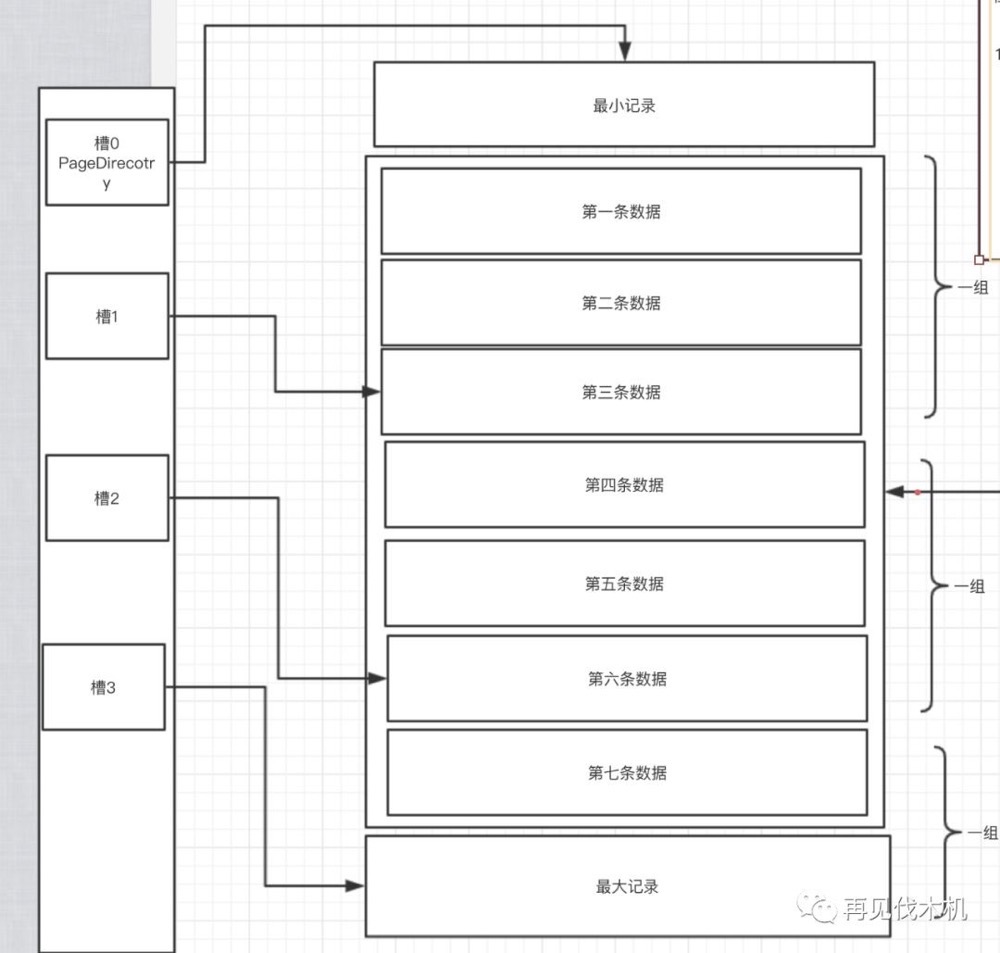 最小记录
槽0
PageDirecotr
y
第一条数据
第二条数据
一组
槽1
第三条数据
第四条数据
槽2
第五条数据
一组
第六条数据
槽3
第七条数据
一组
最大记录
再见伐木机
1